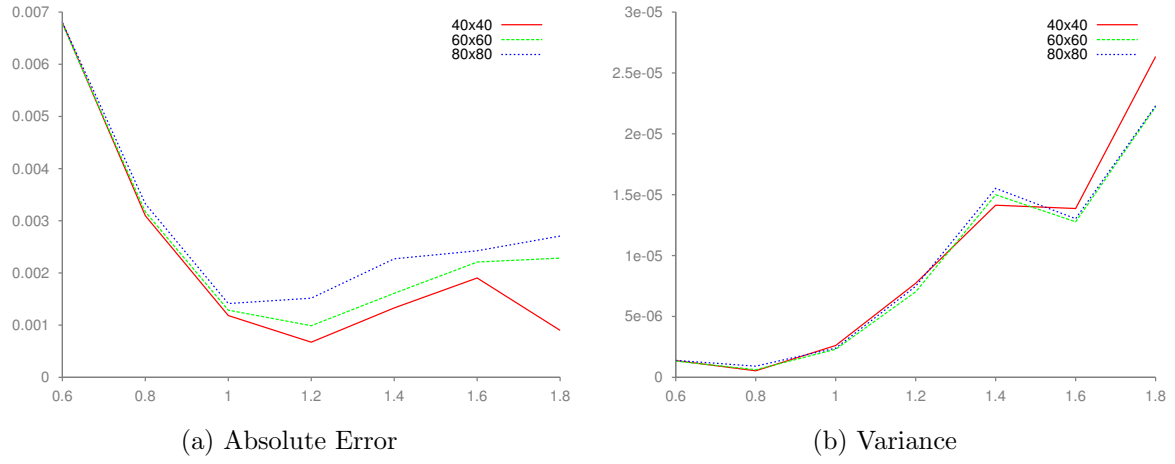 0.007
0.006
0.005
0.004
0.003
0.002
0.001
0
0.6 0.8 1 1.2 1.4 1.6 1.8
40x40
60x60
80x80
(a) Absolute Error
3e-05
2.5e-05
2e-05
1.5e-05
1e-05
5e-06
0
0.6 0.8 1 1.2 1.4 1.6 1.8
40x40
60x60
80x80
(b) Variance